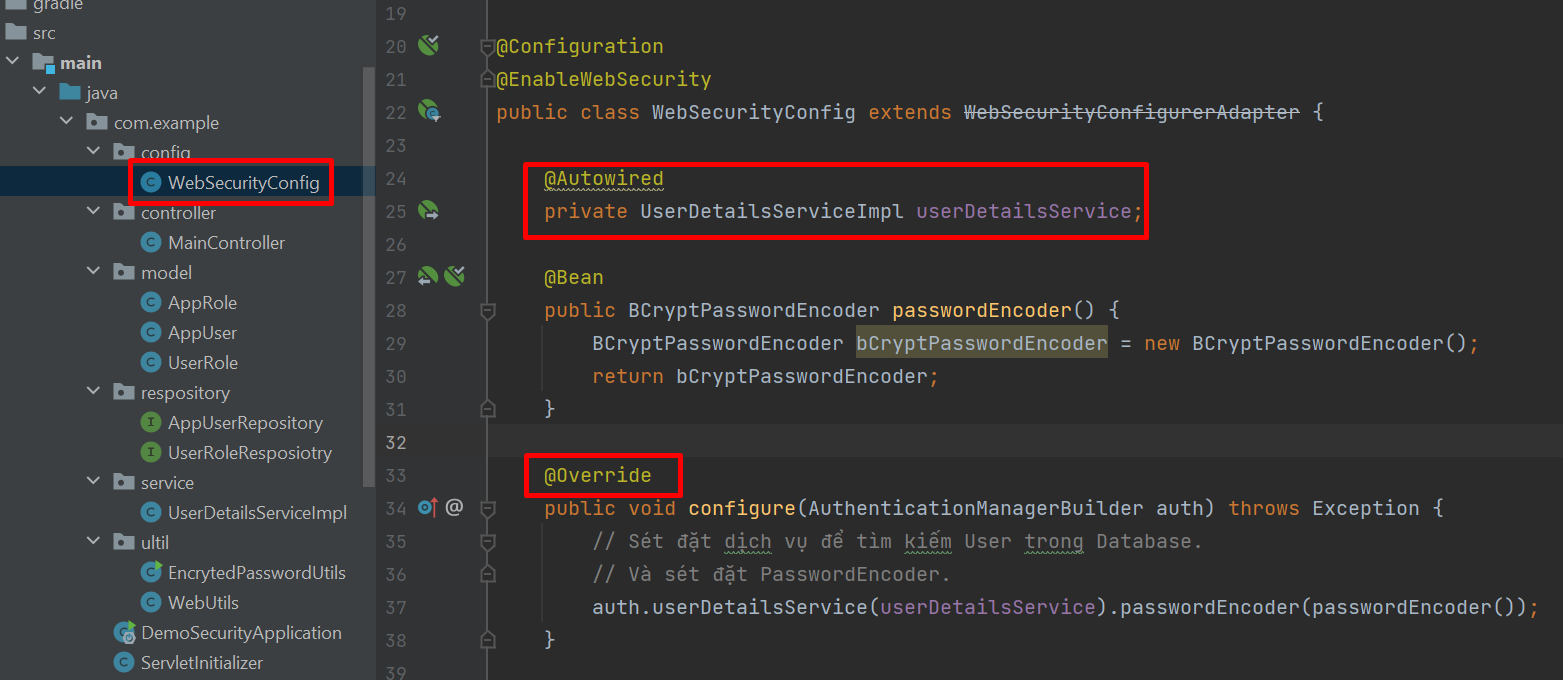 gradle
src
main
java
com.example
config
WebSecurityConfig
controller
MainController
model
AppRole
AppUser
UserRole
respository
AppUserRepository
UserRoleResposiotry
service
UserDetailsServiceImpl
ultil
EncrytedPasswordUtils
WebUtils
DemoSecurityApplication
ServletInitializer
19
20 @Configuration
21 @EnableWebSecurity
22 public class WebSecurityConfig extends WebSecurityConfigurerAdapter {
23
24 @Autowired
25 private UserDetailsServiceImpl userDetailsService;
26
27 @Bean
28 public BCryptPasswordEncoder passwordEncoder() {
29 BCryptPasswordEncoder bCryptPasswordEncoder = new BCryptPasswordEncoder();
30 return bCryptPasswordEncoder;
31 }
32
33 @Override
34 @ public void configure(AuthenticationManagerBuilder auth) throws Exception {
35 // Sét đặt dịch vụ để tìm kiếm User trong Database.
36 // Và sét đặt PasswordEncoder.
37 auth.userDetailsService(userDetailsService).passwordEncoder(passwordEncoder());
38 }
39